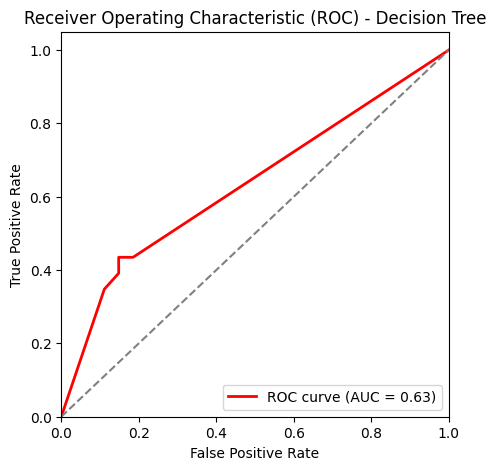 Receiver Operating Characteristic (ROC) - Decision Tree
1.0
0.8
0.6
0.4
0.2
0.0
True Positive Rate
ROC curve (AUC = 0.63)
0.0 0.2 0.4 0.6 0.8 1.0
False Positive Rate